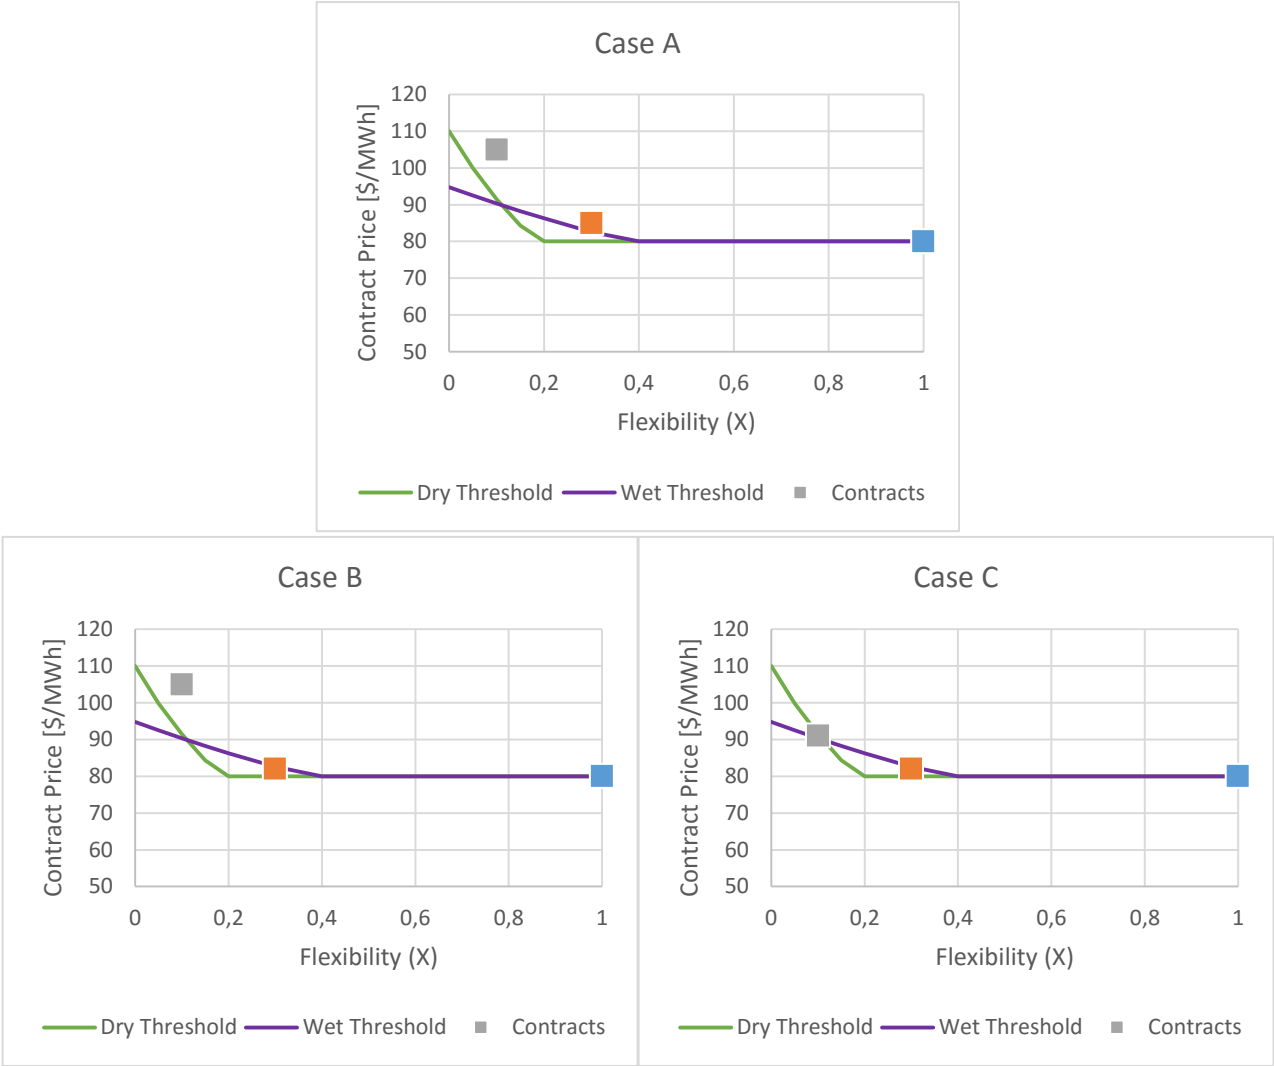 Case A
Contract Price [$/MWh]
120
110
100
90
80
70
60
50
0 0,2 0,4 0,6 0,8 1
Flexibility (X)
Dry Threshold Wet Threshold Contracts
Case B
Contract Price [$/MWh]
120
110
100
90
80
70
60
50
0 0,2 0,4 0,6 0,8 1
Flexibility (X)
Dry Threshold Wet Threshold Contracts
Case C
Contract Price [$/MWh]
120
110
100
90
80
70
60
50
0 0,2 0,4 0,6 0,8 1
Flexibility (X)
Dry Threshold Wet Threshold Contracts